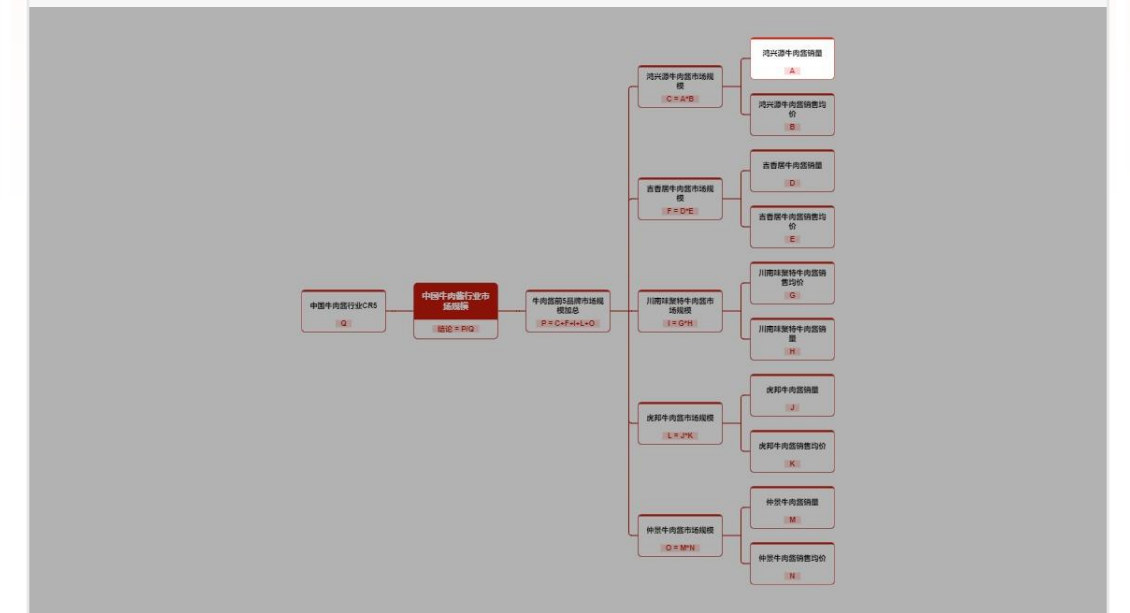 鸿兴源牛肉酱销量
A
鸿兴源牛肉酱市场规
模
C = A*B
鸿兴源牛肉酱销售均
价
B
吉香居牛肉酱销量
D
吉香居牛肉酱市场规
模
F = D*E
吉香居牛肉酱销售均
价
E
中国牛肉酱行业CR5
Q
中国牛肉酱行业市
场规模
结论 = P/Q
牛肉酱前5品牌市场规
模加总
P = C+F+I+L+O
川南味聚特牛肉酱市
场规模
I = G*H
川南味聚特牛肉酱销
售均价
G
川南味聚特牛肉酱销
量
H
虎邦牛肉酱销量
J
虎邦牛肉酱市场规模
L = J*K
虎邦牛肉酱销售均价
K
仲景牛肉酱销量
M
仲景牛肉酱市场规模
O = M*N
仲景牛肉酱销售均价
N